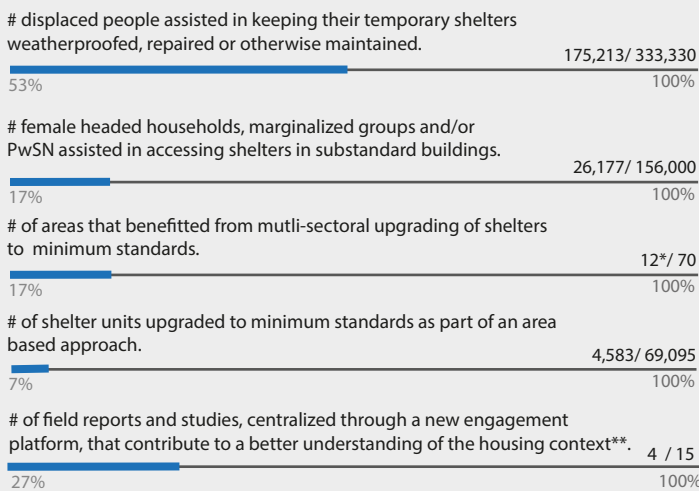 # displaced people assisted in keeping their temporary shelters
weatherproofed, repaired or otherwise maintained.
175,213/ 333,330
53%
100%
# female headed households, marginalized groups and/or
PwSN assisted in accessing shelters in substandard buildings.
26,177/ 156,000
17%
100%
# of areas that benefitted from mutli-sectoral upgrading of shelters
to minimum standards.
12*/ 70
17%
100%
# of shelter units upgraded to minimum standards as part of an area
based approach.
4,583/ 69,095
7%
100%
# of field reports and studies, centralized through a new engagement
platform, that contribute to a better understanding of the housing context**.
4 / 15
27%
100%